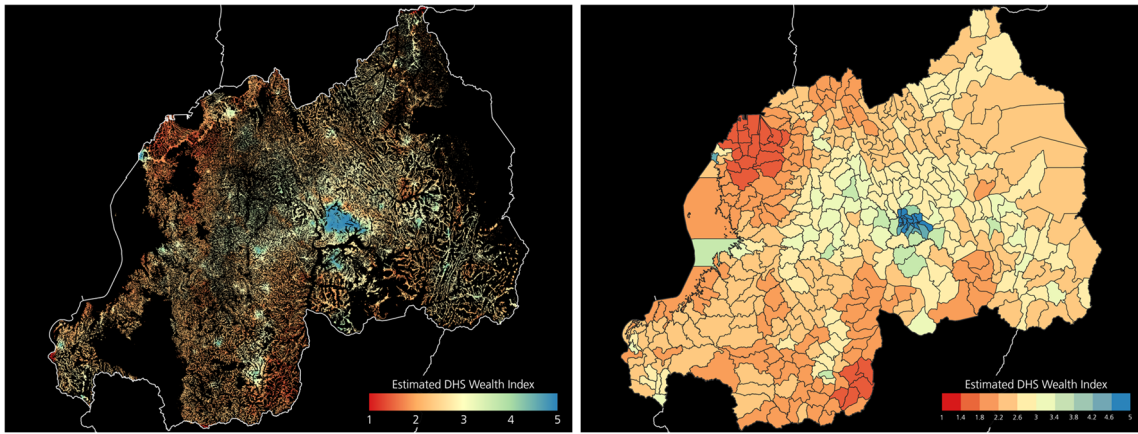 Estimated DHS Wealth Index
1 2 3 4 5
Estimated DHS Wealth Index
1 1.4 1.8 2.2 2.6 3 3.4 3.8 4.2 4.6 5